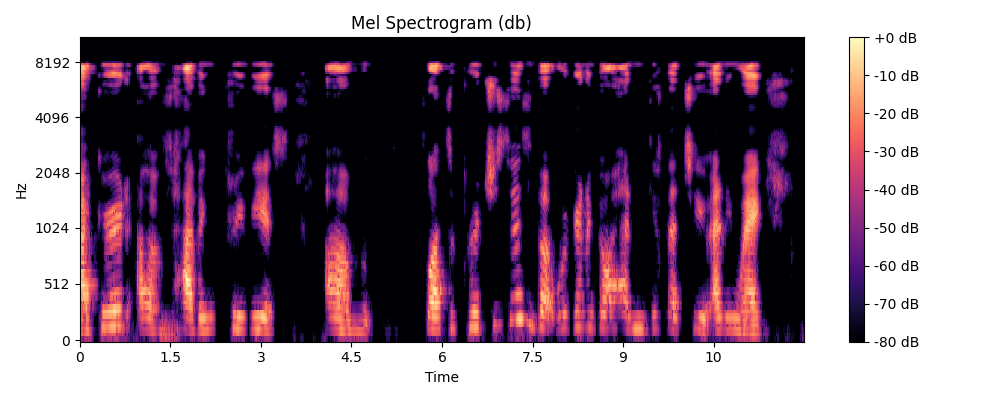 Mel Spectrogram (db)
8192
4096
2048
1024
512
0
Hz
0 1.5 3 4.5 6 7.5 9 10
Time
+0 dB
-10 dB
-20 dB
-30 dB
-40 dB
-50 dB
-60 dB
-70 dB
-80 dB